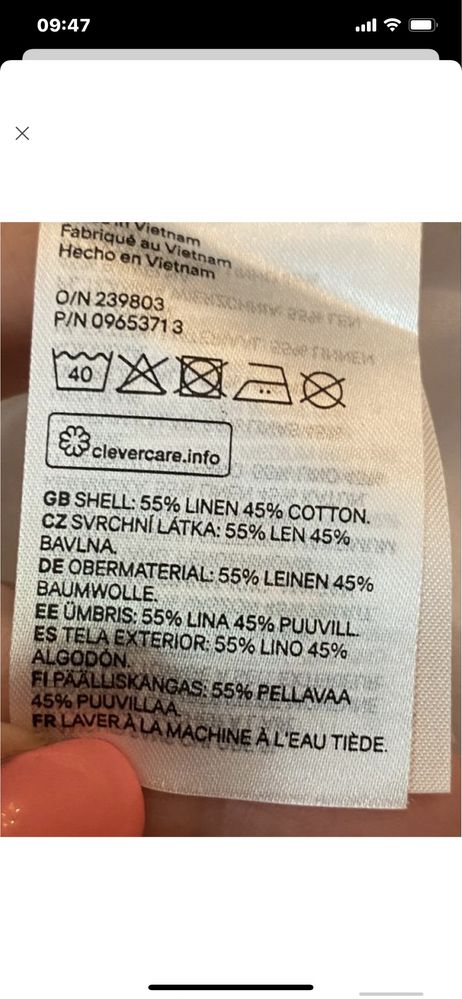 09:47
in Vietnam
Fabriqué au Vietnam
Hecho en Vietnam
O/N 239803
P/N 09653713
40
clevercare.info
GB SHELL: 55% LINEN 45% COTTON.
CZ SVRCHNÍ LÁTKA: 55% LEN 45%
BAVLNA.
DE OBERMATERIAL: 55% LEINEN 45%
BAUMWOLLE.
EE ÜMBRIS: 55% LINA 45% PUUVILL.
ES TELA EXTERIOR: 55% LINO 45%
ALGODÓN.
FI PÄÄLLISKANGAS: 55% PELLAVAA
45% PUUVILLAA.
FR LAVER À LA MACHINE À L'EAU TIÈDE.